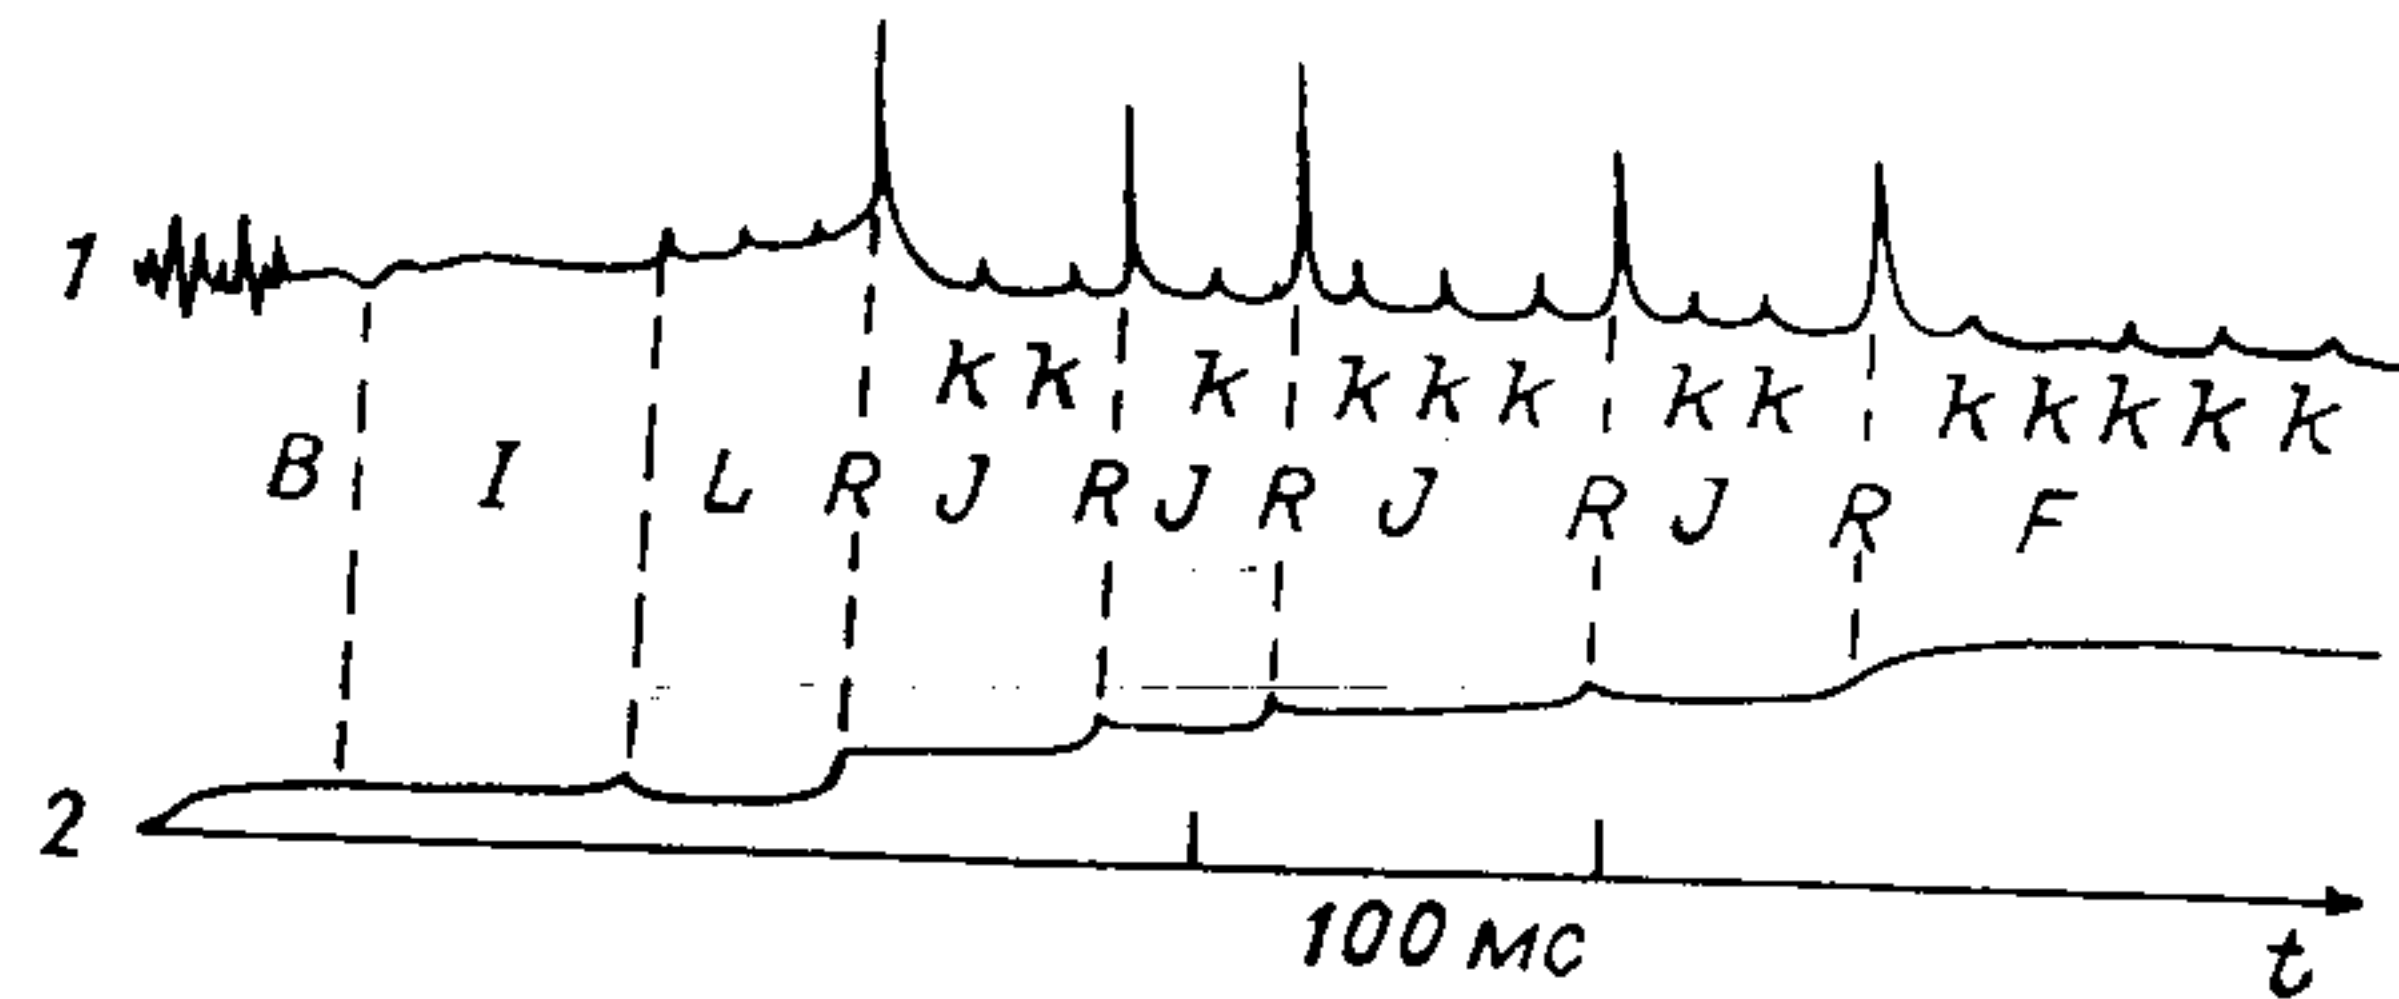 1
k k k k k k k k k k k k k
B I L R J R J R J R J R F
2
100 мс
t